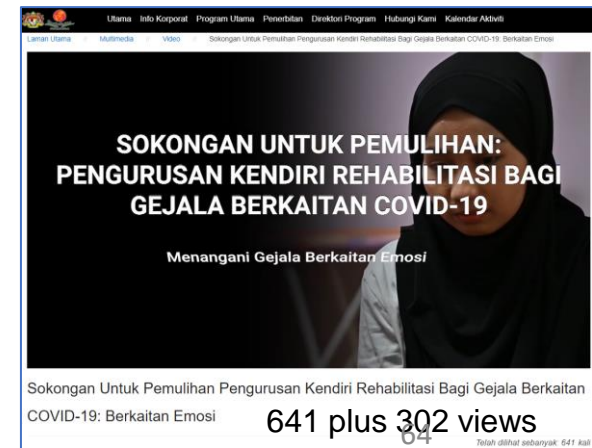 Utama Info Korporat Program Utama Penerbitan Direktori Program Hubungi Kami Kalendar Aktiviti
Laman Utama Multimedia Video Sokongan Untuk Pemulihan Pengurusan Kendiri Rehabilitasi Bagi Gejala Berkaitan COVID-19: Berkaitan Emosi
SOKONGAN UNTUK PEMULIHAN:
PENGURUSAN KENDIRI REHABILITASI BAGI
GEJALA BERKAITAN COVID-19
Menangani Gejala Berkaitan Emosi
Sokongan Untuk Pemulihan Pengurusan Kendiri Rehabilitasi Bagi Gejala Berkaitan
COVID-19: Berkaitan Emosi
641 plus 302 views
64
Telah dilihat sebanyak 641 kali